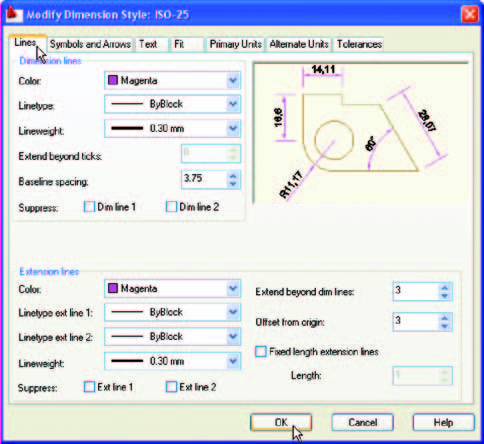 Modify Dimension Style: ISO-25
Lines Symbols and Arrows Text Fit Primary Units Alternate Units Tolerances
Dimension lines
Color: Magenta
Linetype: ByBlock
Lineweight: 0.30 mm
Extend beyond ticks: 0
Baseline spacing: 3.75
Suppress: Dim line 1 Dim line 2
14,11
16,6
28,07
60°
R11,17
Extension lines
Color: Magenta
Linetype ext line 1: ByBlock
Linetype ext line 2: ByBlock
Lineweight: 0.30 mm
Suppress: Ext line 1 Ext line 2
Extend beyond dim lines: 3
Offset from origin: 3
Fixed length extension lines
Length: 1
OK Cancel Help